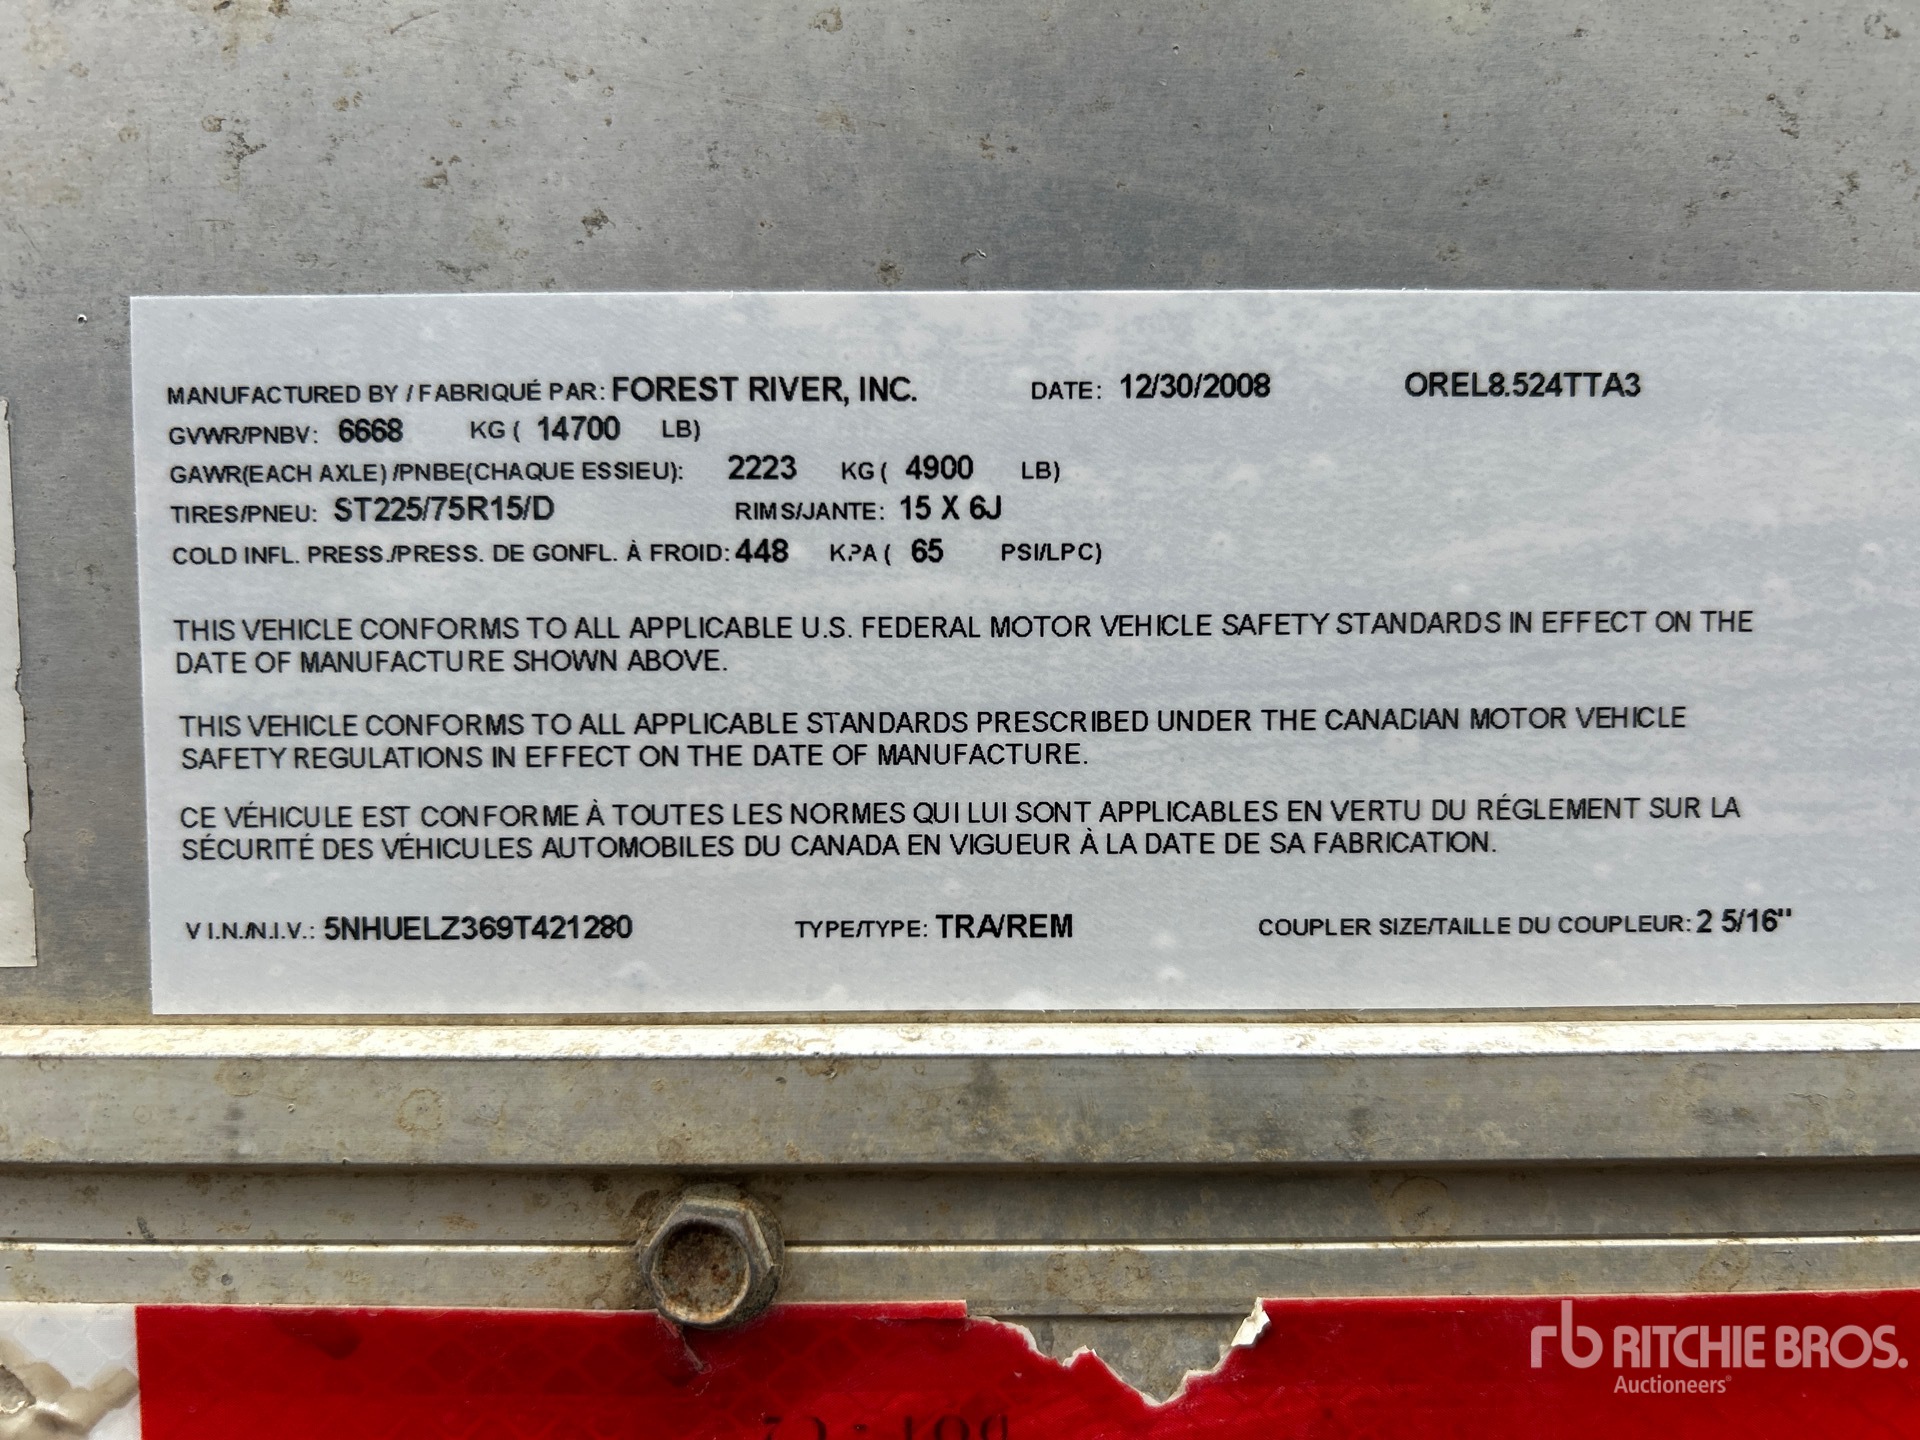 MANUFACTURED BY / FABRIQUÉ PAR: FOREST RIVER, INC. DATE: 12/30/2008 OREL8.524TTA3
GVWR/PNBV: 6668 KG ( 14700 LB)
GAWR(EACH AXLE) /PNBE(CHAQUE ESSIEU): 2223 KG ( 4900 LB)
TIRES/PNEU: ST225/75R15/D RIMS/JANTE: 15 X 6J
COLD INFL. PRESS./PRESS. DE GONFL. À FROID: 448 KPA ( 65 PSI/LPC)
THIS VEHICLE CONFORMS TO ALL APPLICABLE U.S. FEDERAL MOTOR VEHICLE SAFETY STANDARDS IN EFFECT ON THE
DATE OF MANUFACTURE SHOWN ABOVE.
THIS VEHICLE CONFORMS TO ALL APPLICABLE STANDARDS PRESCRIBED UNDER THE CANADIAN MOTOR VEHICLE
SAFETY REGULATIONS IN EFFECT ON THE DATE OF MANUFACTURE.
CE VÉHICULE EST CONFORME À TOUTES LES NORMES QUI LUI SONT APPLICABLES EN VERTU DU RÉGLEMENT SUR LA
SÉCURITÉ DES VÉHICULES AUTOMOBILES DU CANADA EN VIGUEUR À LA DATE DE SA FABRICATION.
V.I.N./N.I.V.: 5NHUELZ369T421280 TYPE/TYPE: TRA/REM COUPLER SIZE/TAILLE DU COUPLEUR: 2 5/16"
rb RITCHIE BROS.
Auctioneers